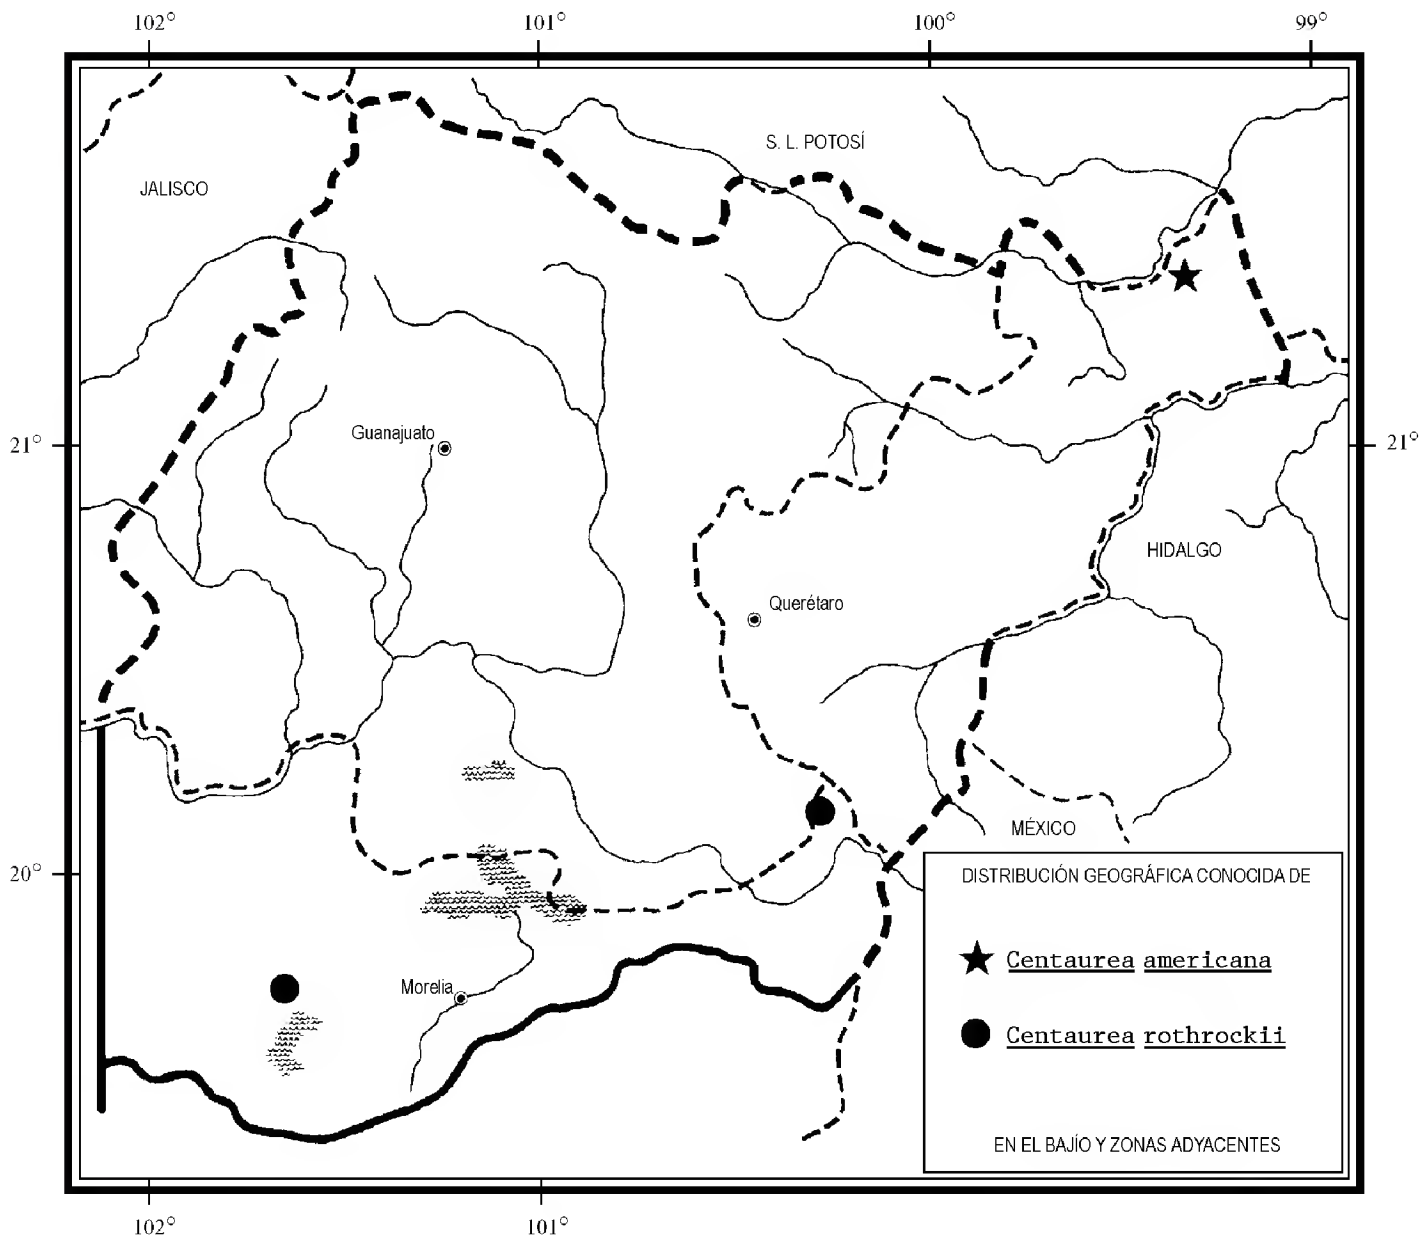 102° 101° 100° 99°
S. L. POTOSÍ
JALISCO
Guanajuato
21° 21°
HIDALGO
Querétaro
MÉXICO
20°
DISTRIBUCIÓN GEOGRÁFICA CONOCIDA DE
Centaurea americana
Morelia
Centaurea rothrockii
EN EL BAJÍO Y ZONAS ADYACENTES
102° 101°